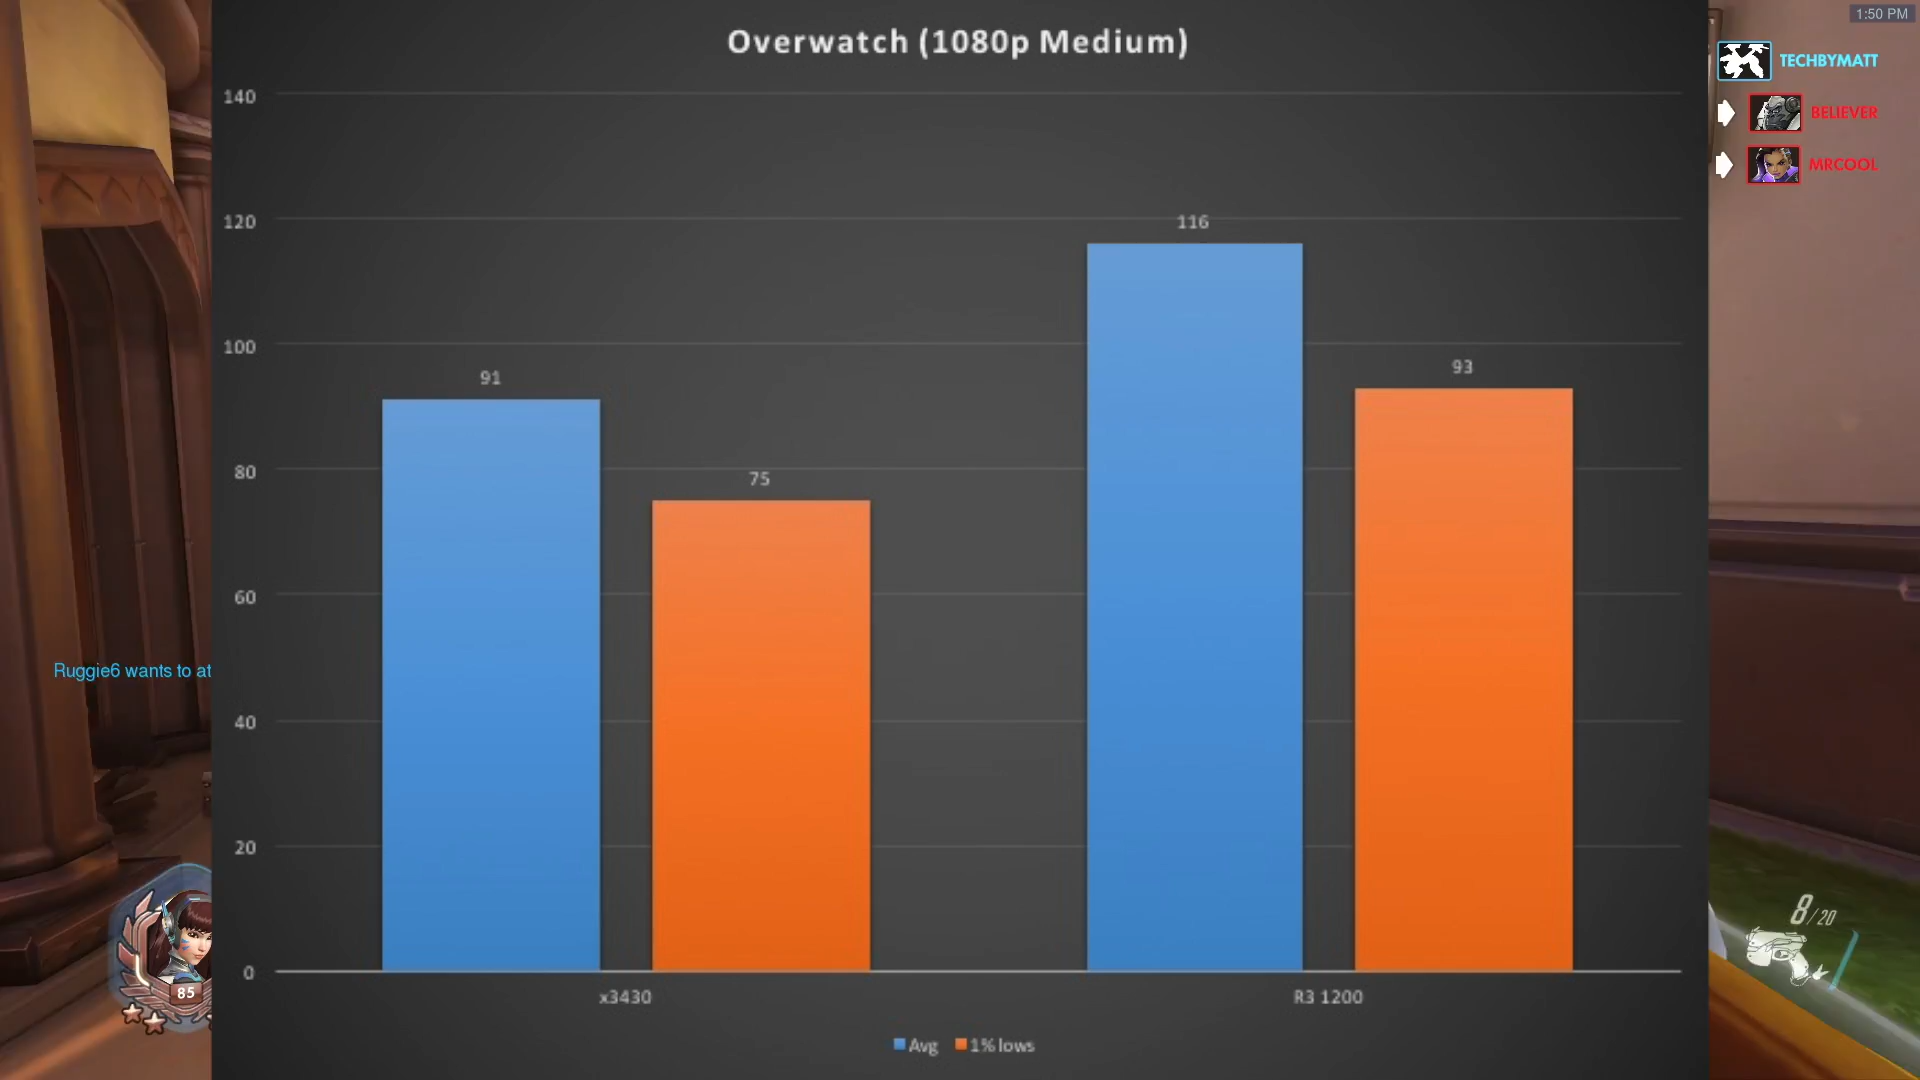 Overwatch (1080p Medium)
1:50 PM
TECHBYMATT
BELIEVER
MRCOOL
140
120
100
80
60
40
20
0
91
75
116
93
x3430
R3 1200
Avg
1% lows
Ruggie6 wants to at
85
8/20